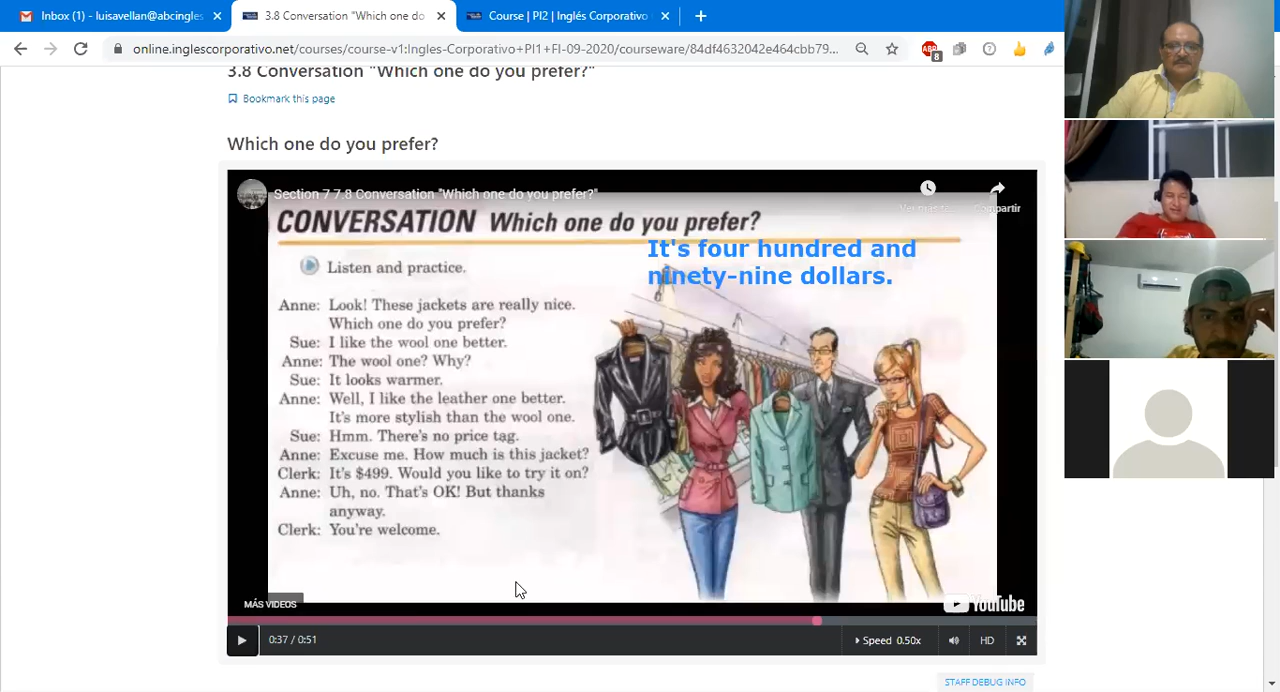 Inbox (1) - luisavellan@abcingles
3.8 Conversation "Which one do
Course | PI2 | Inglés Corporativo
online.inglescorporativo.net/courses/course-v1:Ingles-Corporativo+PI1+FI-09-2020/courseware/84df4632042e464cbb79...
ABP
8
3.8 Conversation "Which one do you prefer?"
Bookmark this page
Which one do you prefer?
Section 7 7.8 Conversation "Which one do you prefer?"
Ver más ta...
Compartir
CONVERSATION Which one do you prefer?
It's four hundred and
ninety-nine dollars.
Listen and practice.
Anne: Look! These jackets are really nice.
Which one do you prefer?
Sue: I like the wool one better.
Anne: The wool one? Why?
Sue: It looks warmer.
Anne: Well, I like the leather one better.
It's more stylish than the wool one.
Sue: Hmm. There's no price tag.
Anne: Excuse me. How much is this jacket?
Clerk: It's $499. Would you like to try it on?
Anne: Uh, no. That's OK! But thanks
anyway.
Clerk: You're welcome.
MÁS VIDEOS
YouTube
0:37 / 0:51
Speed 0.50x
HD
STAFF DEBUG INFO